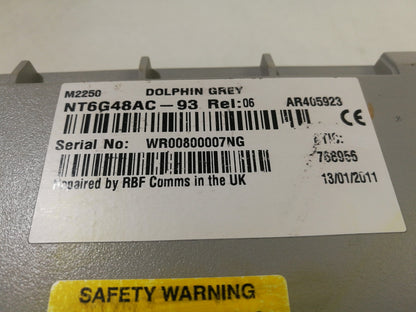 M2250 DOLPHIN GREY
NT6G48AC-93 Rel:06 AR405923
CE
Serial No: WR00800007NG
Repaired by RBF Comms in the UK 13/01/2011
SAFETY WARNING